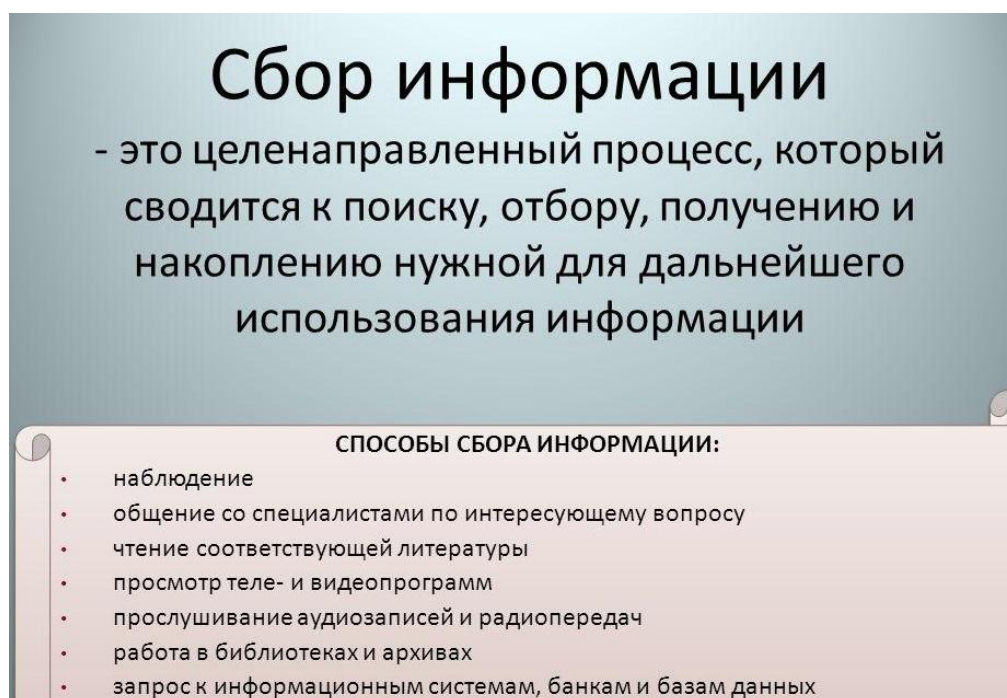 Сбор информации
- это целенаправленный процесс, который
сводится к поиску, отбору, получению и
накоплению нужной для дальнейшего
использования информации
СПОСОБЫ СБОРА ИНФОРМАЦИИ:
• наблюдение
• общение со специалистами по интересующему вопросу
• чтение соответствующей литературы
• просмотр теле- и видеопрограмм
• прослушивание аудиозаписей и радиопередач
• работа в библиотеках и архивах
• запрос к информационным системам, банкам и базам данных